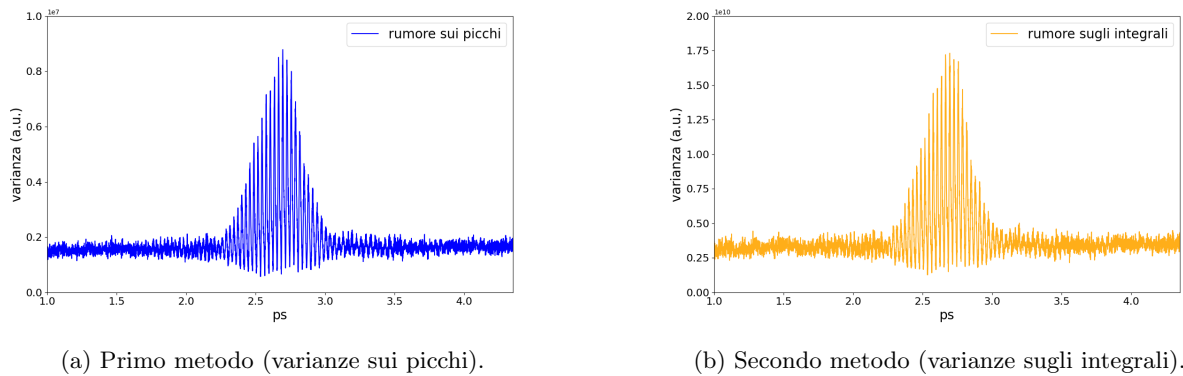 1e7
1.0
0.8
0.6
0.4
0.2
0.0
varianza (a.u.)
rumore sui picchi
1.0 1.5 2.0 2.5 3.0 3.5 4.0
ps
(a) Primo metodo (varianze sui picchi).
1e10
2.00
1.75
1.50
1.25
1.00
0.75
0.50
0.25
0.00
varianza (a.u.)
rumore sugli integrali
1.0 1.5 2.0 2.5 3.0 3.5 4.0
ps
(b) Secondo metodo (varianze sugli integrali).